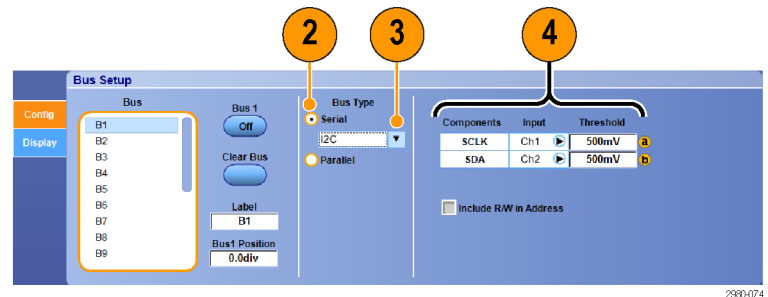 2
3
4
Bus Setup
Config
Display
Bus
B1
B2
B3
B4
B5
B6
B7
B8
B9
Bus 1
Off
Clear Bus
Label
B1
Bus1 Position
0.0div
Bus Type
Serial
I2C
Parallel
Components Input Threshold
SCLK Ch1 500mV a
SDA Ch2 500mV b
Include R/W in Address
2980-074